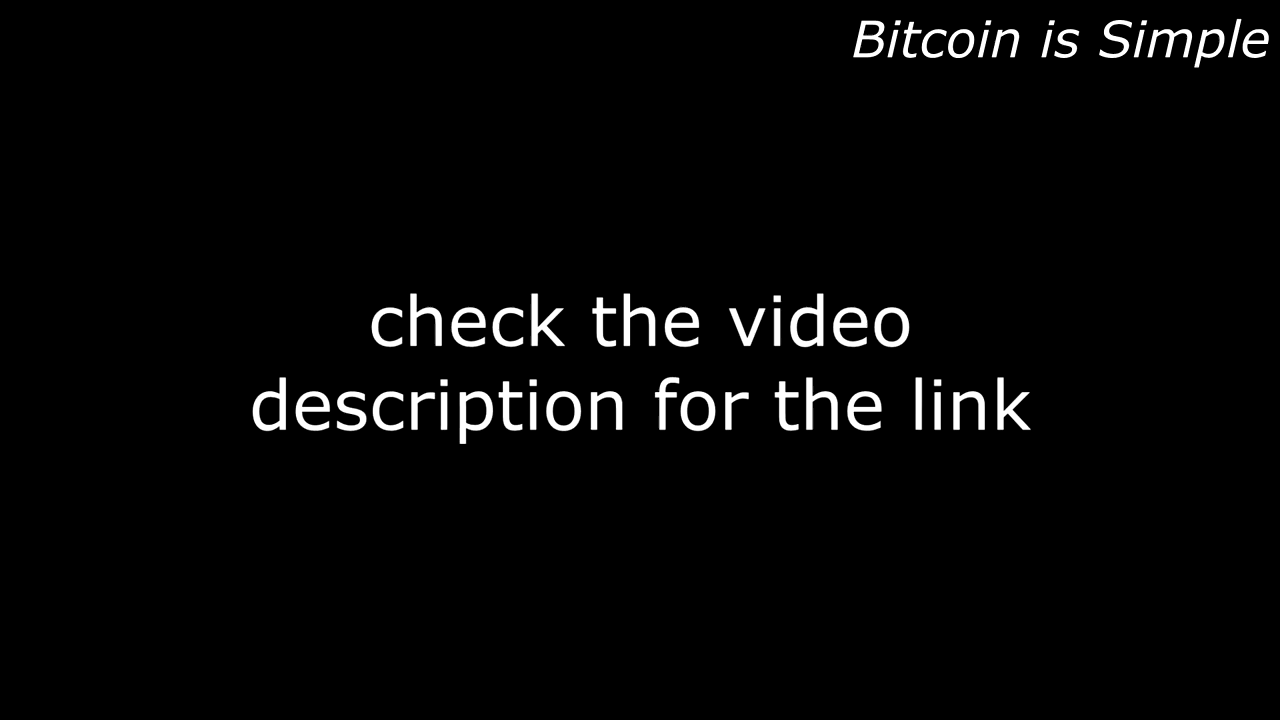 Bitcoin is Simple
check the video
description for the link